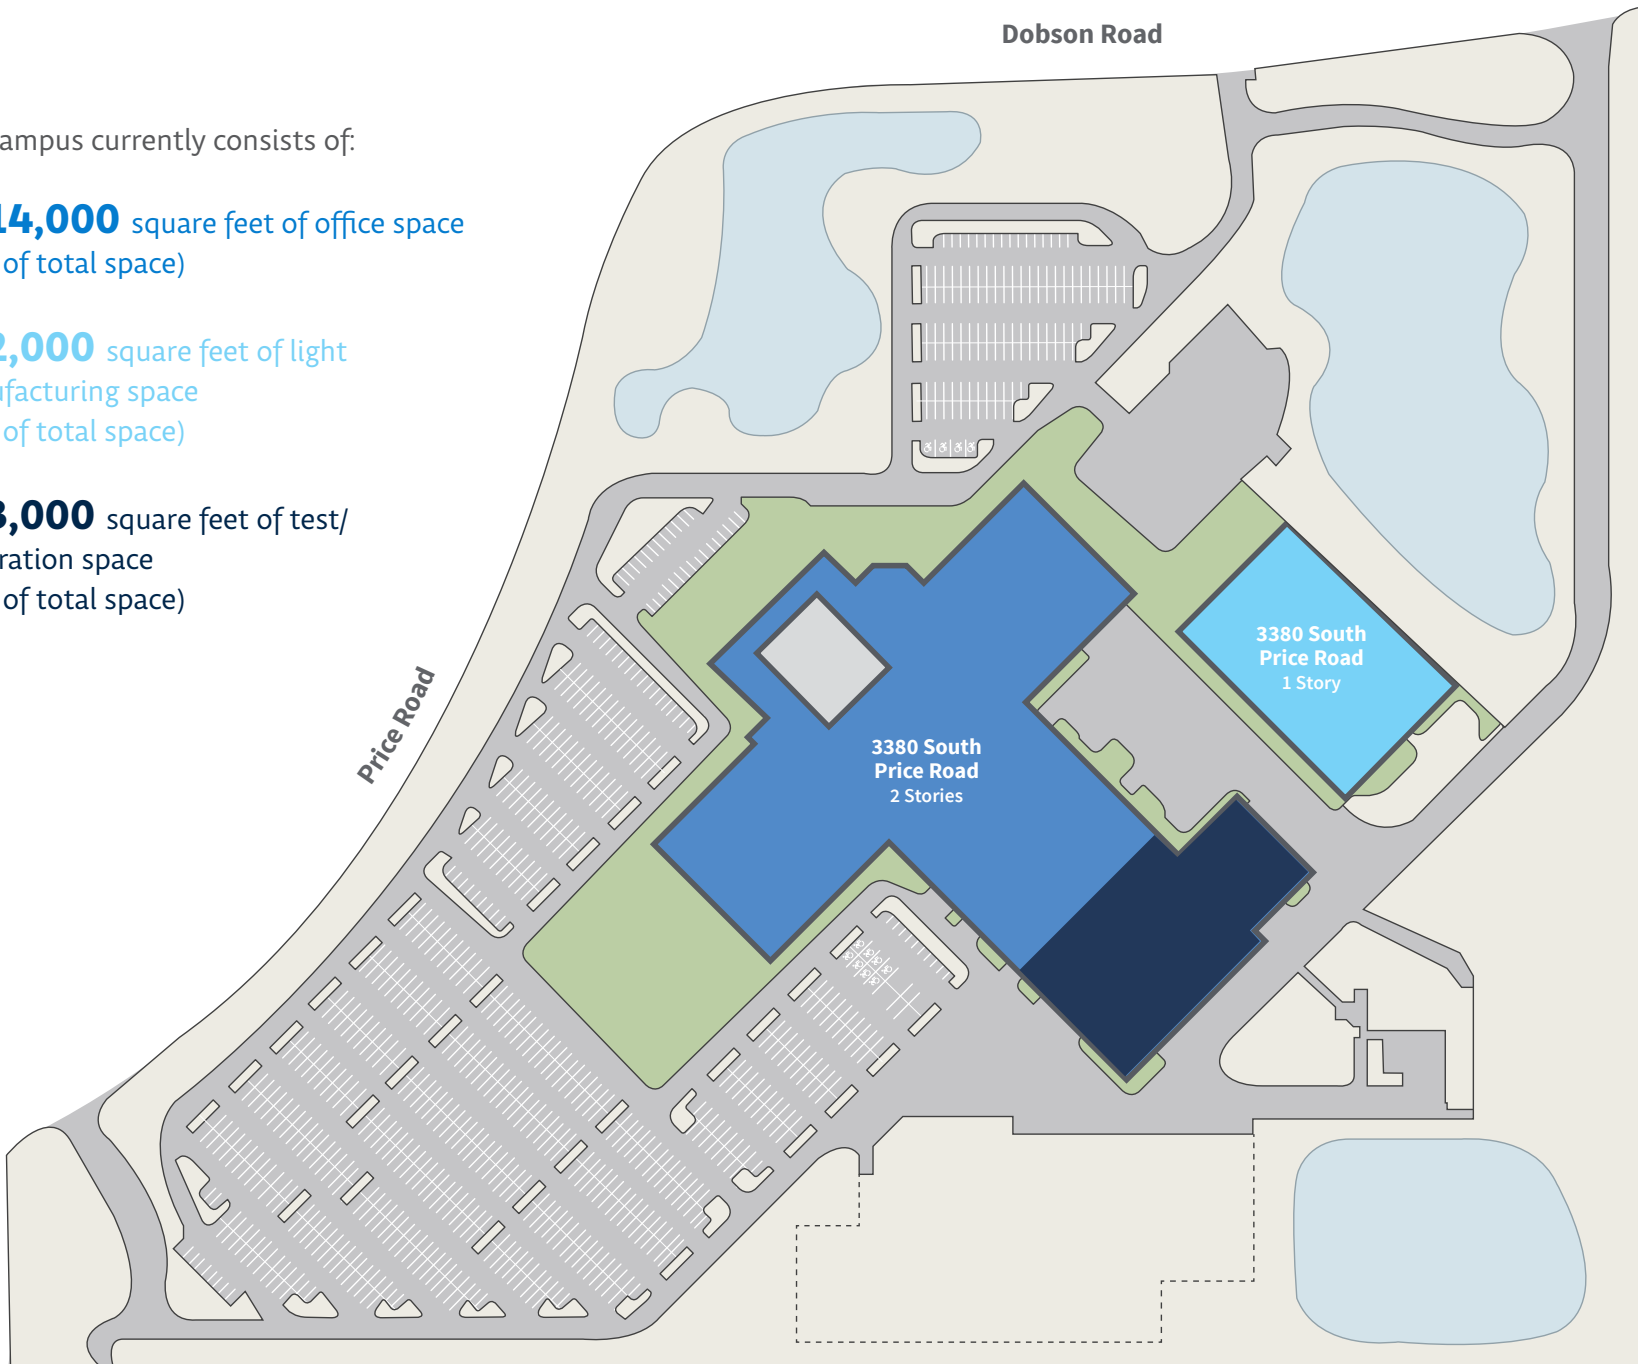 Dobson Road
ampus currently consists of:
14,000 square feet of office space
of total space)
2,000 square feet of light
ufacturing space
of total space)
3,000 square feet of test/
ration space
of total space)
Price Road
3380 South
Price Road
1 Story
3380 South
Price Road
2 Stories